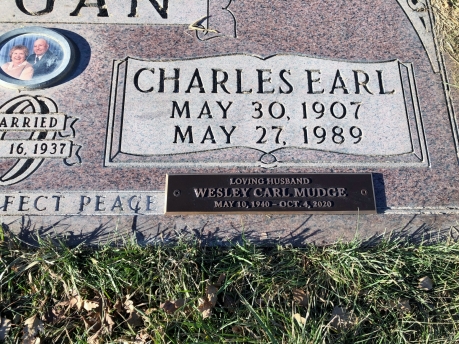 GAN
CHARLES EARL
MAY 30, 1907
MAY 27, 1989
ARRIED
16, 1937
FECT PEACE
LOVING HUSBAND
WESLEY CARL MUDGE
MAY 10, 1940 - OCT. 4, 2020